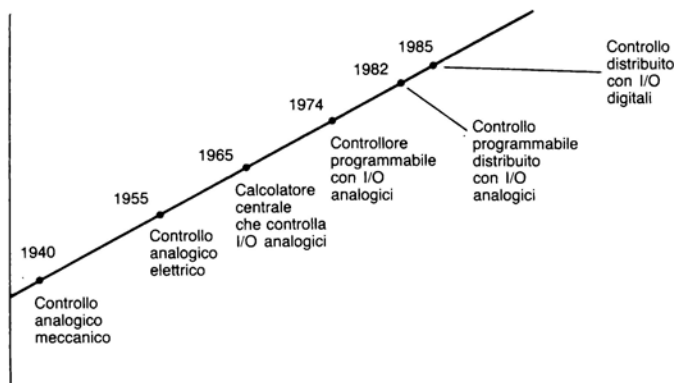 1940
Controllo
analogico
meccanico
1955
Controllo
analogico
elettrico
1965
Calcolatore
centrale
che controlla
I/O analogici
1974
Controllore
programmabile
con I/O
analogici
1982
Controllo
programmabile
distribuito
con I/O
analogici
1985
Controllo
distribuito
con I/O
digitali